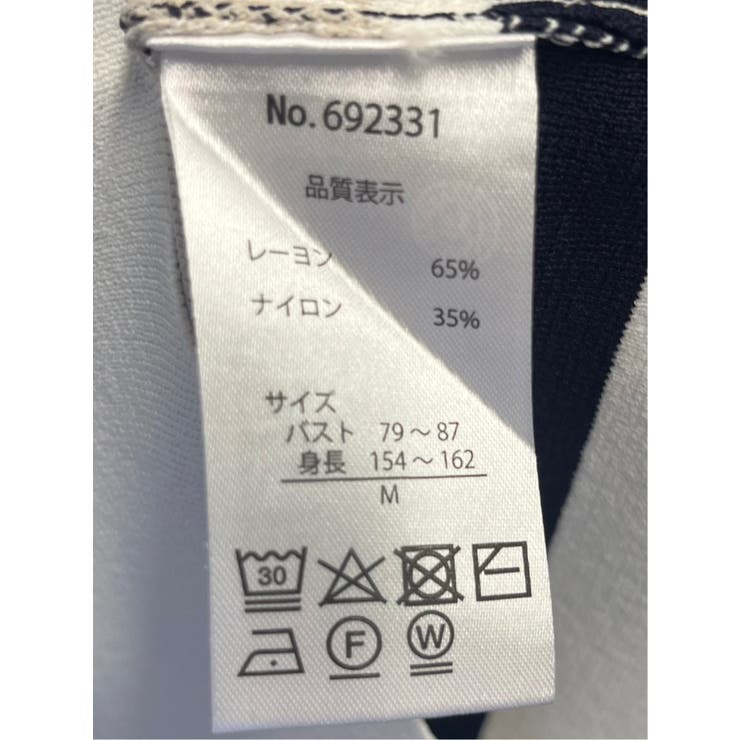 No.692331
品質表示
レーヨン 65%
ナイロン 35%
サイズ
バスト 79～87
身長 154～162
M
30
F W